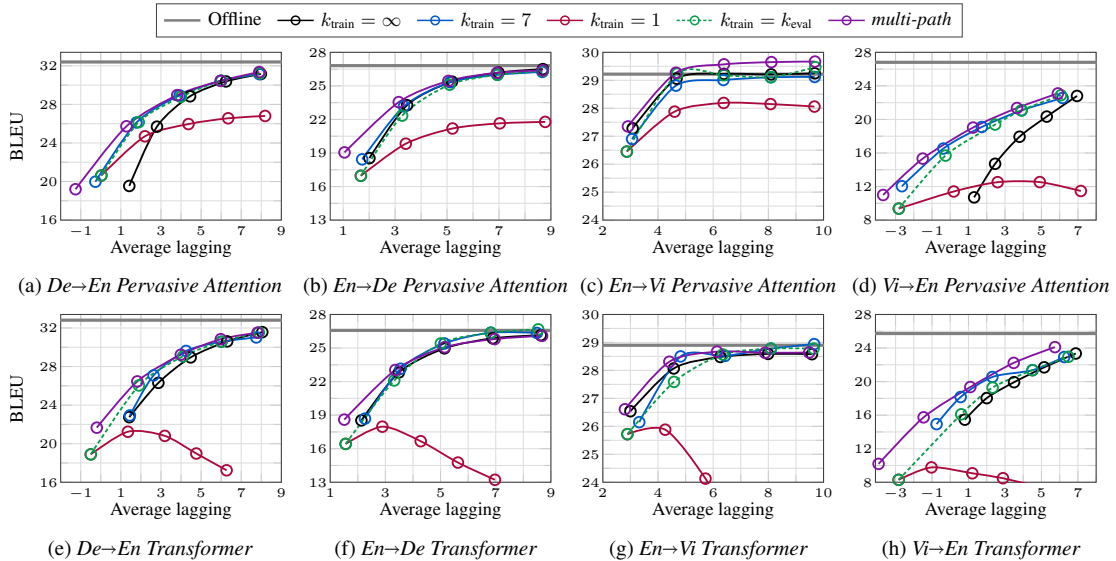 Offline k_train = ∞ k_train = 7 k_train = 1 k_train = k_eval multi-path
BLEU
32 28 24 20 16
−1 1 3 5 7 9
Average lagging
28 25 22 19 16 13
1 3 5 7 9
Average lagging
30 29 28 27 26 25 24
2 4 6 8 10
Average lagging
28 24 20 16 12 8
−3 −1 1 3 5 7
Average lagging
(a) De→En Pervasive Attention
(b) En→De Pervasive Attention
(c) En→Vi Pervasive Attention
(d) Vi→En Pervasive Attention
BLEU
32 28 24 20 16
−1 1 3 5 7 9
Average lagging
28 25 22 19 16 13
1 3 5 7 9
Average lagging
30 29 28 27 26 25 24
2 4 6 8 10
Average lagging
28 24 20 16 12 8
−3 −1 1 3 5 7
Average lagging
(e) De→En Transformer
(f) En→De Transformer
(g) En→Vi Transformer
(h) Vi→En Transformer